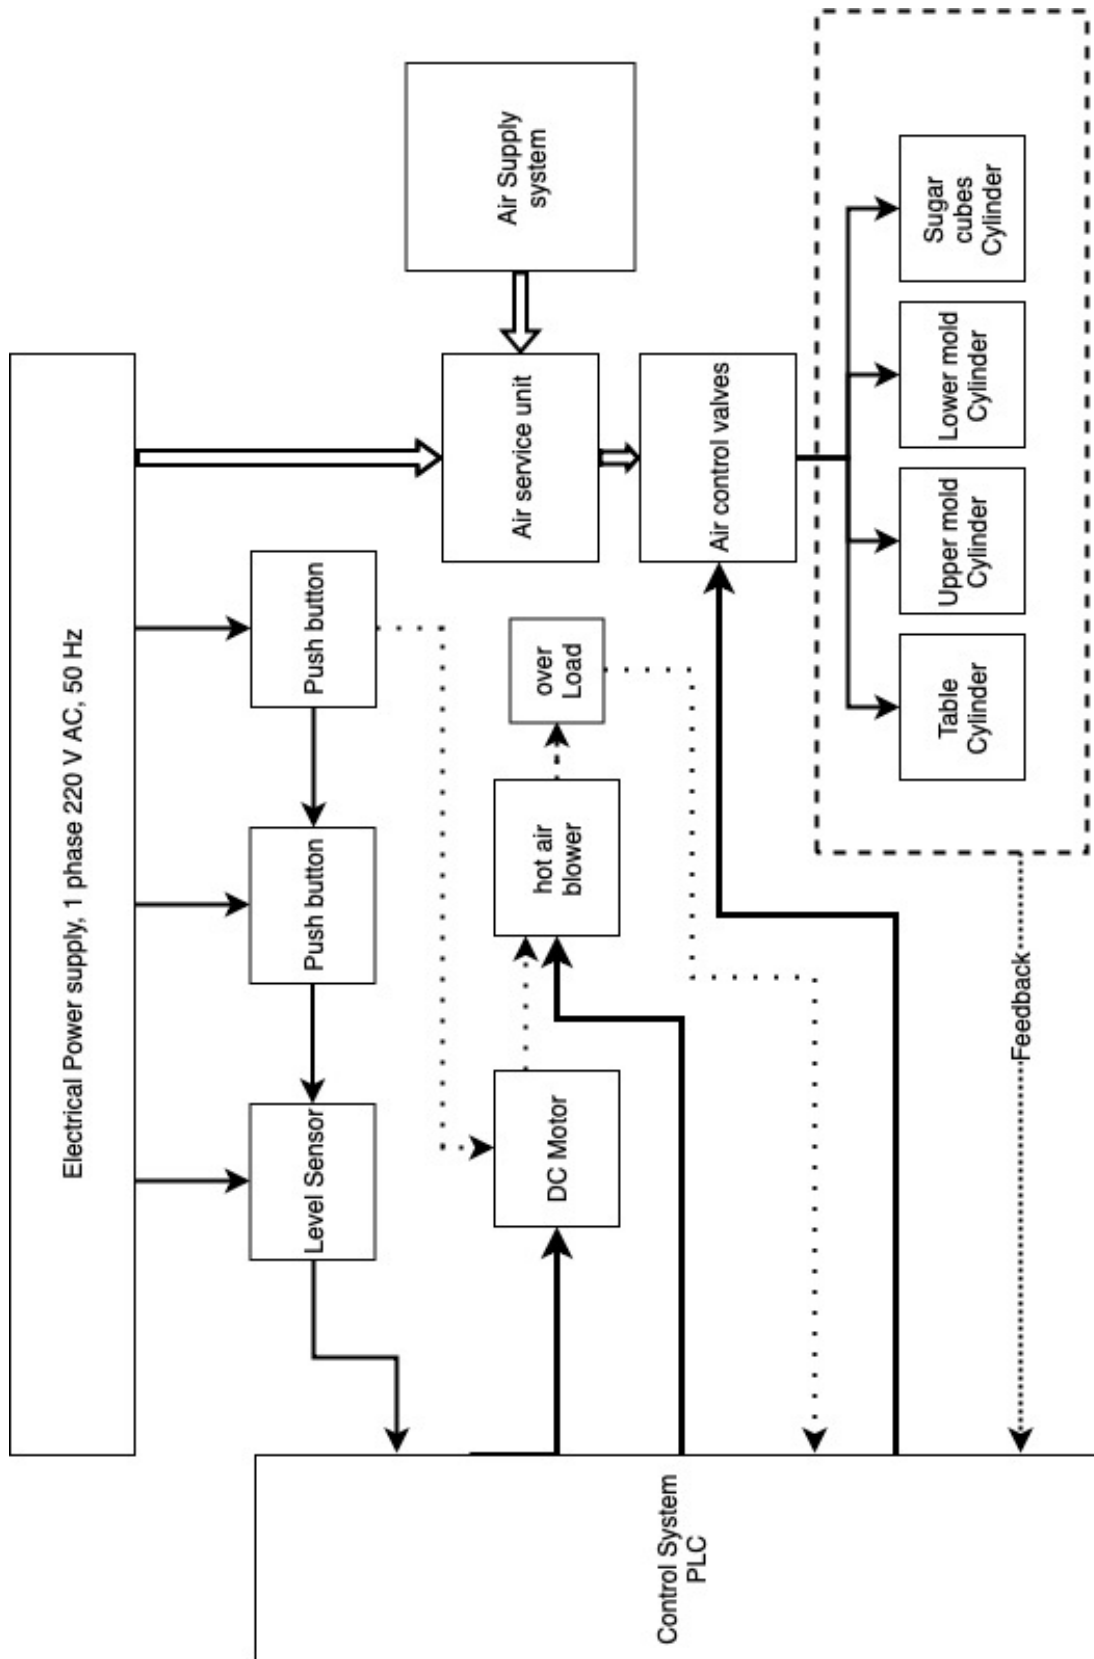 Electrical Power supply, 1 phase 220 V AC, 50 Hz
Level Sensor
Push button
Push button
Air Supply
system
Air service unit
DC Motor
hot air
blower
over
Load
Air control valves
Control System
PLC
Table
Cylinder
Upper mold
Cylinder
Lower mold
Cylinder
Sugar
cubes
Cylinder
Feedback